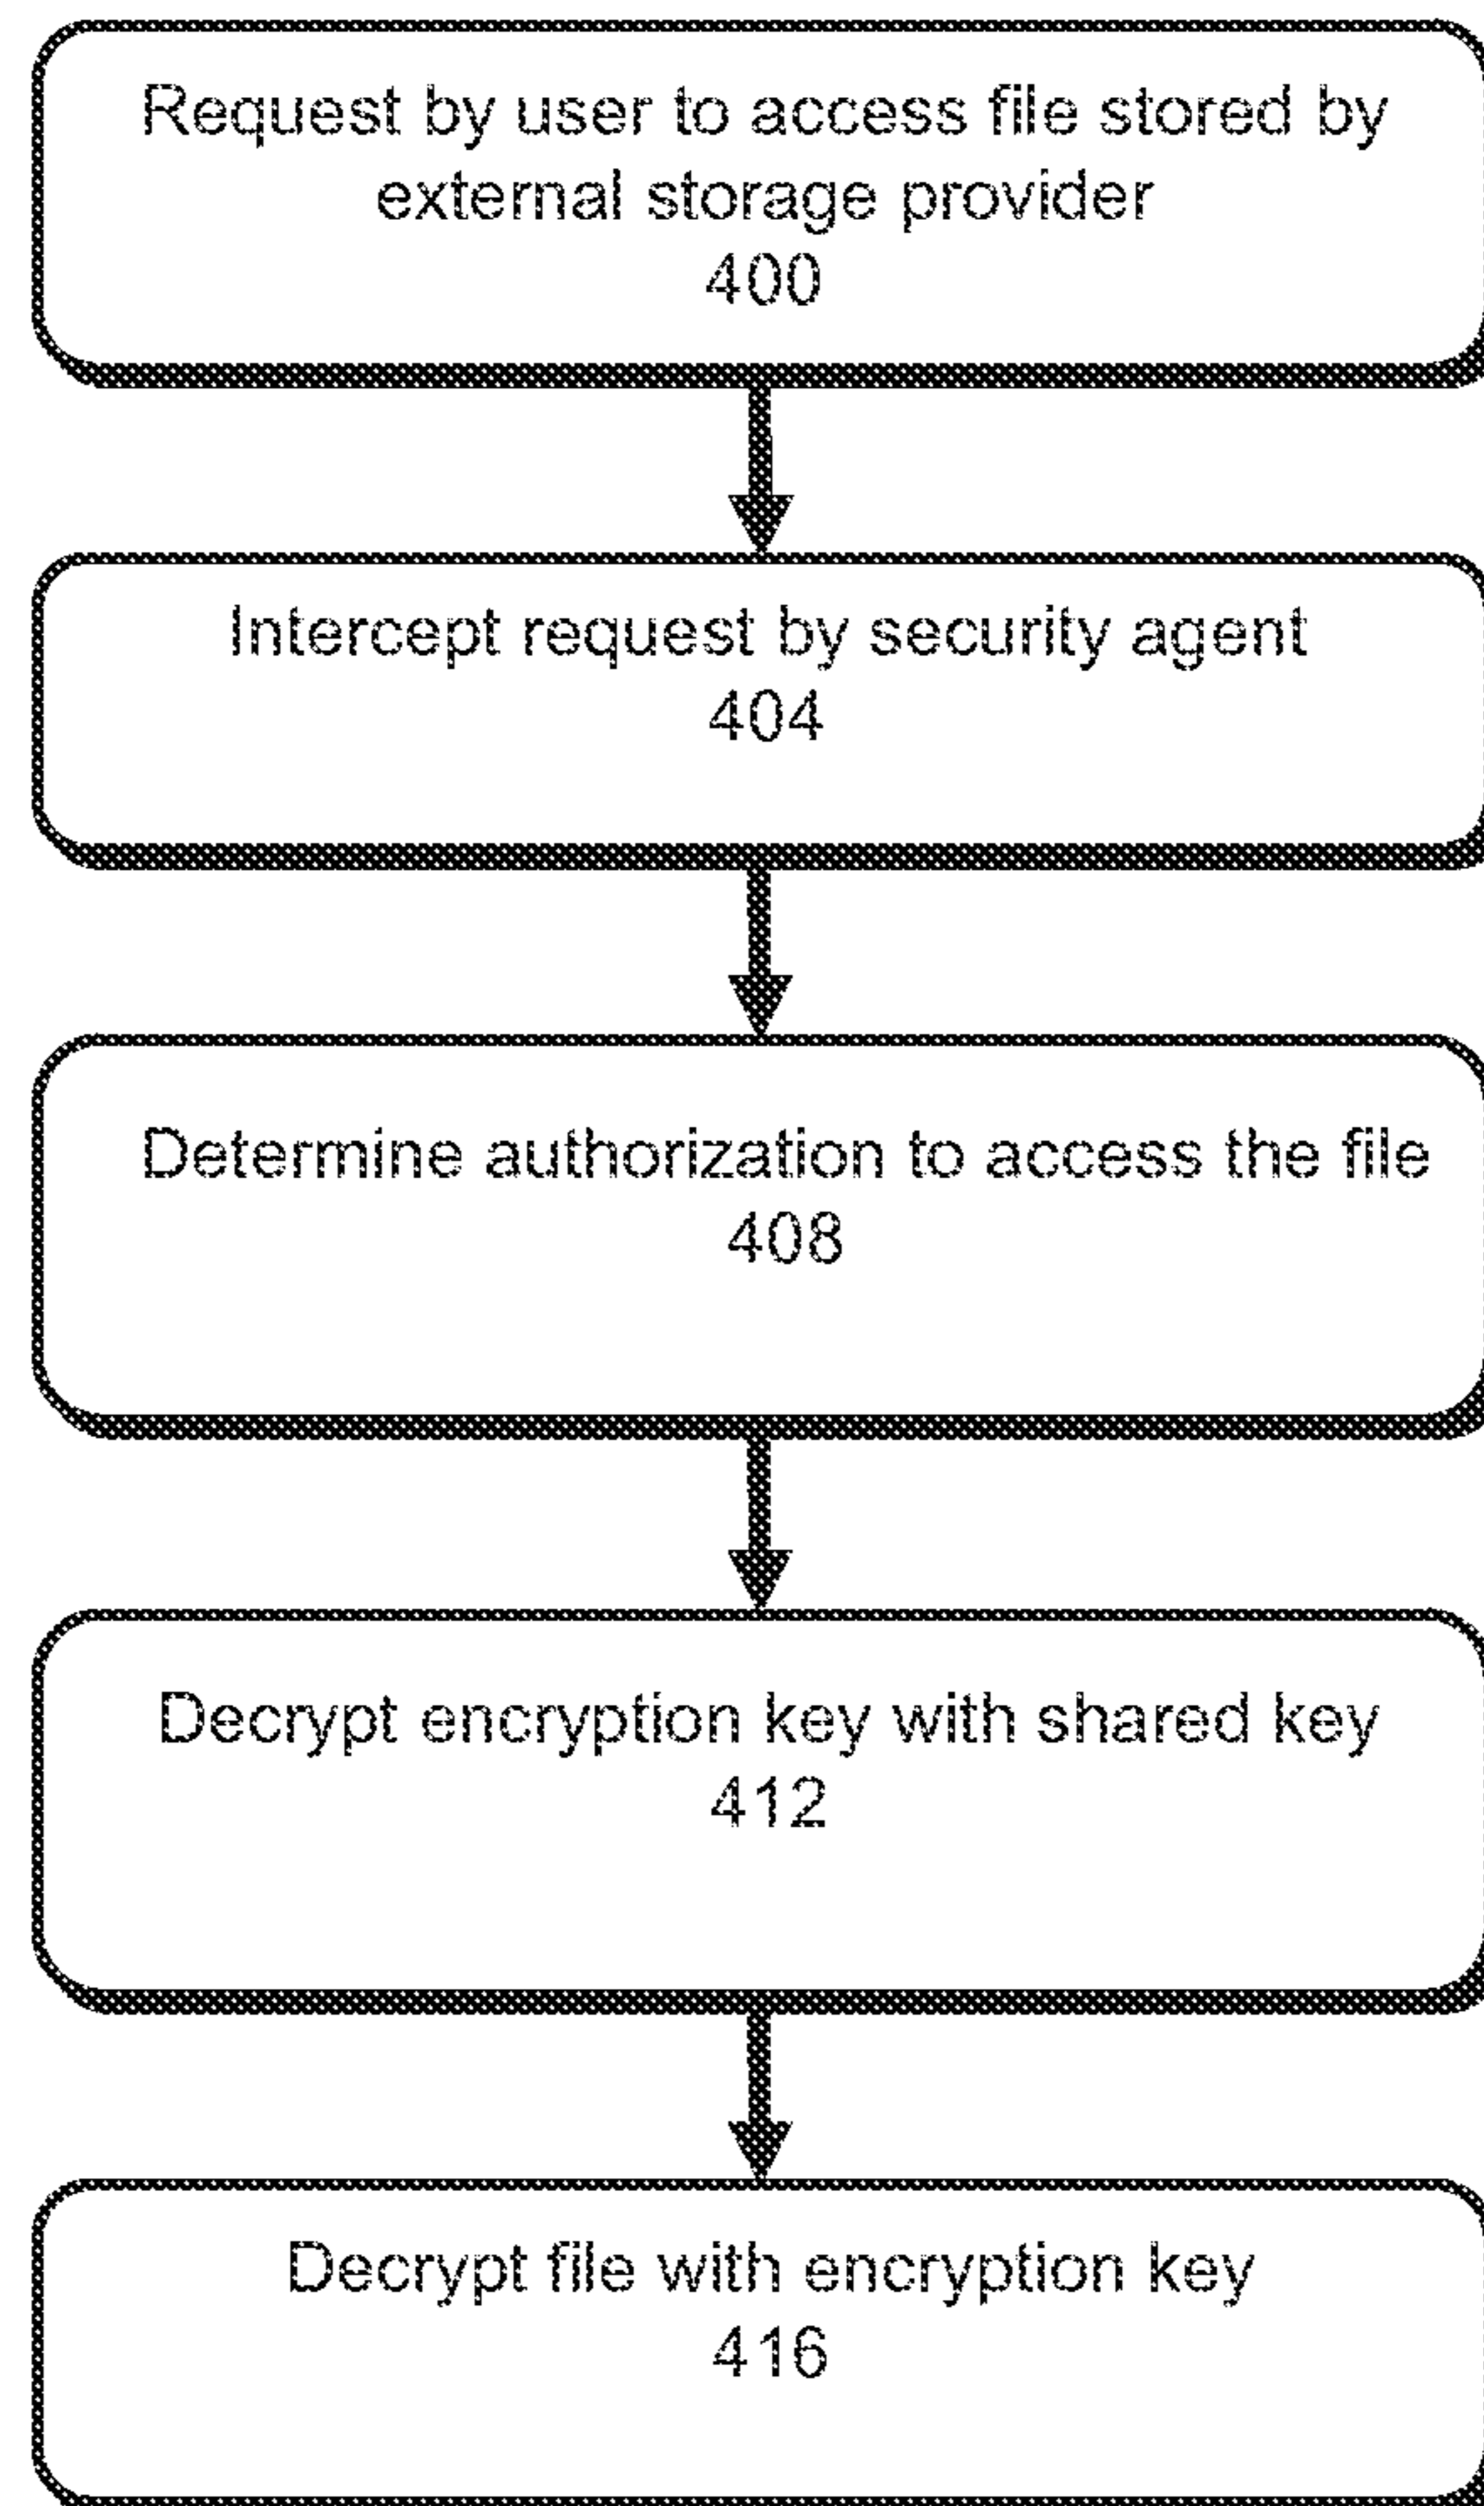 Request by user to access file stored by
external storage provider
400
Intercept request by security agent
404
Determine authorization to access the file
408
Decrypt encryption key with shared key
412
Decrypt file with encryption key
416